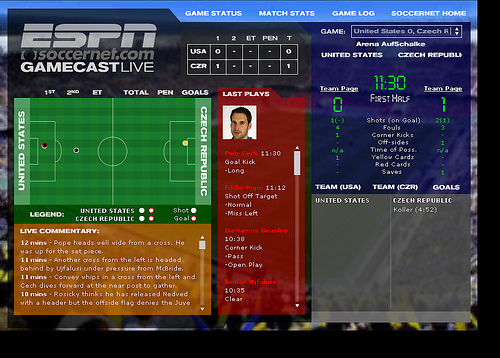 GAME STATUS MATCH STATS GAME LOG SOCCERNET HOME
ESPN
soccernet.com
GAMECASTLIVE
1 2 ET PEN T
USA 0 - - - 0
CZR 1 - - - 1
GAME: United States 0, Czech R
Arena AufSchalke
UNITED STATES CZECH REPUBLI
Team Page 11:30 Team Page
FIRST HALF
0 1
1(-) Shots (on Goal) 2(1)
4 Fouls 3
1 Corner Kicks -
- Off-sides 1
n/a Time of Poss. n/a
1 Yellow Cards -
- Red Cards -
- Saves 1
TEAM (USA) TEAM (CZR) GOALS
UNITED STATES CZECH REPUBLIC
Koller (4:52)
1ST 2ND ET TOTAL PEN GOALS
UNITED STATES
CZECH REPUBLIC
LEGEND: UNITED STATES Shot
CZECH REPUBLIC Goal
LIVE COMMENTARY:
12 mins - Pope heads well wide from a cross. He
was up for the set piece.
11 mins - Another cross from the left is headed
behind by Ujfalusi under pressure from McBride.
11 mins - Convey whips in a cross from the left and
Cech dives forward at the near post to gather.
10 mins - Rosicky thinks he has released Nedved
with a header but the offside flag denies the Juve
LAST PLAYS
Petr Cech 11:30
Goal Kick
-Long
Eddie Pope 11:12
Shot Off Target
-Normal
-Miss Left
DaMarcus Beasley
10:38
Corner Kick
-Pass
-Open Play
Tomas Ujfalusi
10:35
Clear